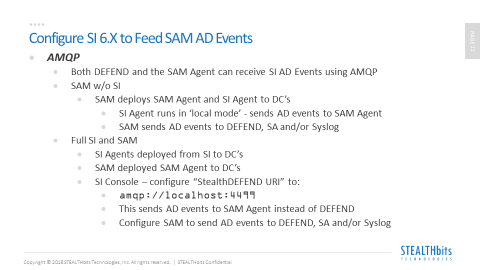 Configure SI 6.X to Feed SAM AD Events
AMQP
Both DEFEND and the SAM Agent can receive SI AD Events using AMQP
SAM w/o SI
SAM deploys SAM Agent and SI Agent to DC's
SI Agent runs in 'local mode' - sends AD events to SAM Agent
SAM sends AD events to DEFEND, SA and/or Syslog
Full SI and SAM
SI Agents deployed from SI to DC's
SAM deployed SAM Agent to DC's
SI Console – configure "StealthDEFEND URI" to:
amqp://localhost:4499
This sends AD events to SAM Agent instead of DEFEND
Configure SAM to send AD events to DEFEND, SA and/or Syslog
Copyright © 2018 STEALTHbits Technologies, Inc. All rights reserved. | STEALTHbits Confidential
STEALTHbits
TECHNOLOGIES